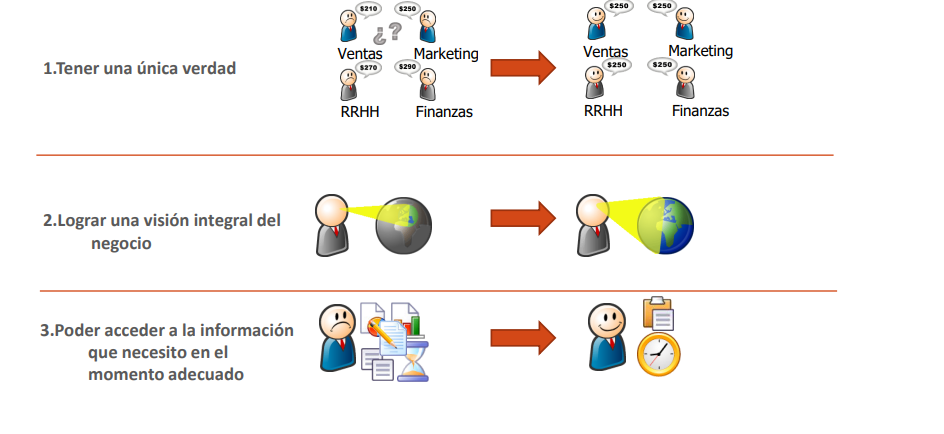 $210 $250
¿?
Ventas Marketing
$270 $290
RRHH Finanzas
$250 $250
Ventas Marketing
$250 $250
RRHH Finanzas
1.Tener una única verdad
2.Lograr una visión integral del
negocio
3.Poder acceder a la información
que necesito en el
momento adecuado